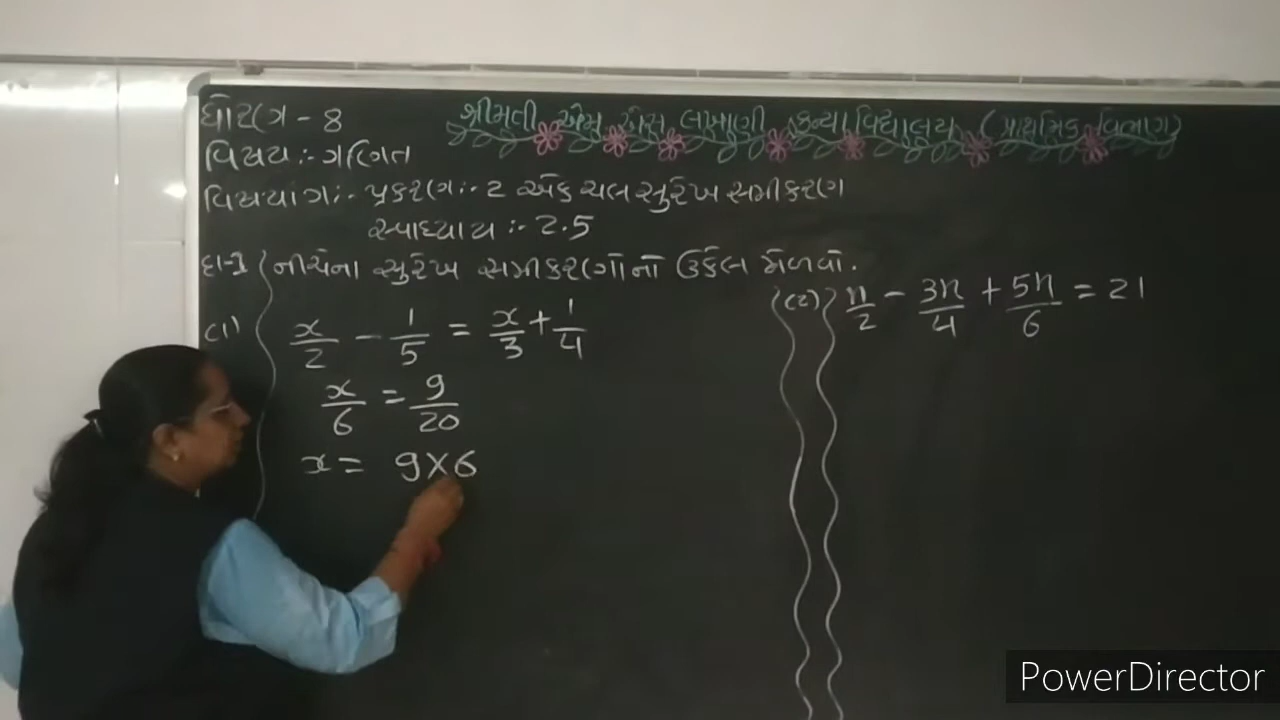 ધોરણ - 8
શ્રીમતી એમ એસ લખાણી કન્યા વિદ્યાલય (પ્રાથમિક વિભાગ)
વિષય :- ગણિત
વિષયાંગ :- પ્રકરણ :- 2 એક ચલ સુરેખ સમીકરણ
સ્વાધ્યાય :- 2.5
દા-1 નીચેના સુરેખ સમીકરણોનો ઉકેલ મેળવો.
(1) x/2 - 1/5 = x/3 + 1/4
x/6 = 9/20
x = 9×6
(2) n/2 - 3n/4 + 5n/6 = 21
PowerDirector